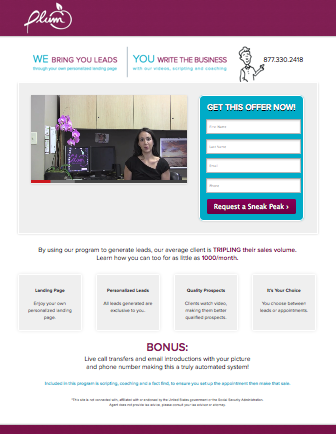 plum
877.330.2418
WE BRING YOU LEADS
through your own personalized landing page
YOU WRITE THE BUSINESS
with our videos, scripting and coaching
GET THIS OFFER NOW!
First Name
Last Name
Email
Phone
Request a Sneak Peak >
By using our program to generate leads, our average client is TRIPLING their sales volume.
Learn how you can too for as little as 1000/month.
Landing Page
Enjoy your own
personalized landing
page.
Personalized Leads
All leads generated are
exclusive to you.
Quality Prospects
Clients watch video,
making them better
qualified prospects.
It's Your Choice
You choose between
leads or appointments.
BONUS:
Live call transfers and email introductions with your picture
and phone number making this a truly automated system!
Included in this program is scripting, coaching and a fact find, to ensure you set the appointment then make that sale.
*This site is not connected with, affiliated with or endorsed by the United States government or the Social Security Administration.
Agent does not provide tax advice, please consult your tax advisor or attorney.